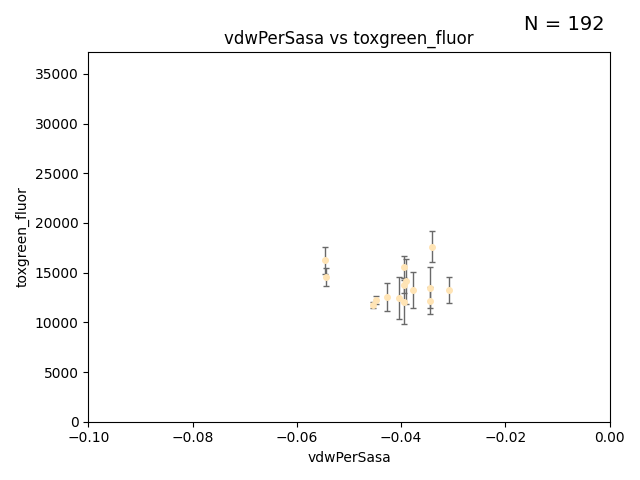 N = 192
vdwPerSasa vs toxgreen_fluor
35000
30000
25000
20000
15000
10000
5000
0
toxgreen_fluor
−0.10 −0.08 −0.06 −0.04 −0.02 0.00
vdwPerSasa